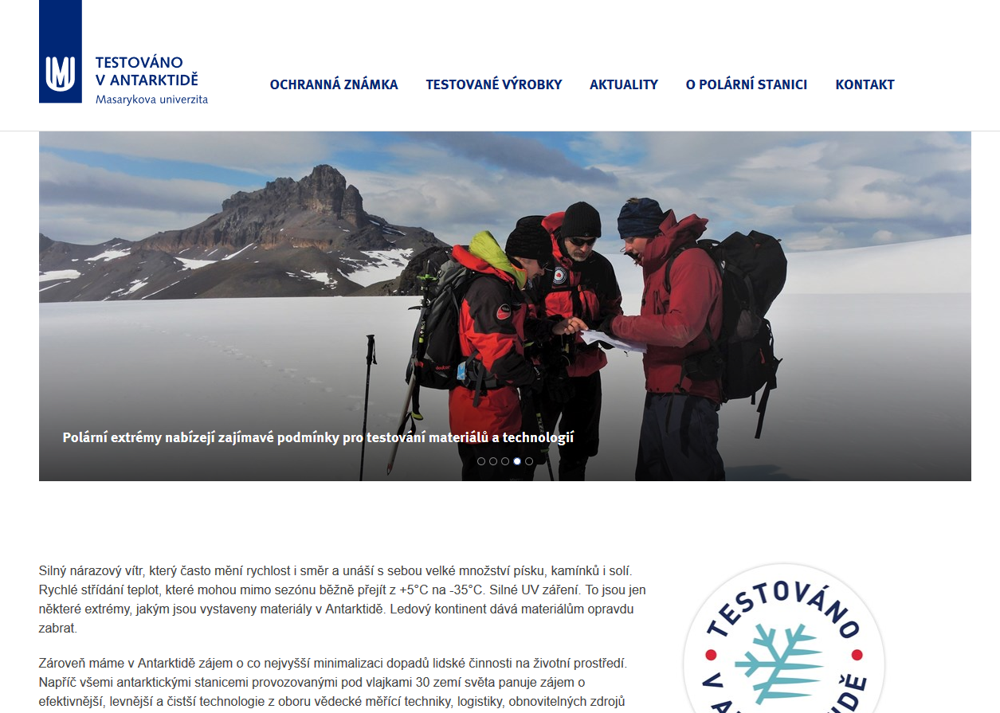 TESTOVÁNO
V ANTARKTIDĚ
Masarykova univerzita
OCHRANNÁ ZNÁMKA TESTOVANÉ VÝROBKY AKTUALITY O POLÁRNÍ STANICI KONTAKT
Polární extrémy nabízejí zajímavé podmínky pro testování materiálů a technologií
Silný nárazový vítr, který často mění rychlost i směr a unáší s sebou velké množství písku, kamínků i solí.
Rychlé střídání teplot, které mohou mimo sezónu běžně přejít z +5°C na -35°C. Silné UV záření. To jsou jen
některé extrémy, jakým jsou vystaveny materiály v Antarktidě. Ledový kontinent dává materiálům opravdu
zabrat.
Zároveň máme v Antarktidě zájem o co nejvyšší minimalizaci dopadů lidské činnosti na životní prostředí.
Napříč všemi antarktickými stanicemi provozovanými pod vlajkami 30 zemí světa panuje zájem o
efektivnější, levnější a čistší technologie z oboru vědecké měřící techniky, logistiky, obnovitelných zdrojů
TESTOVÁNO